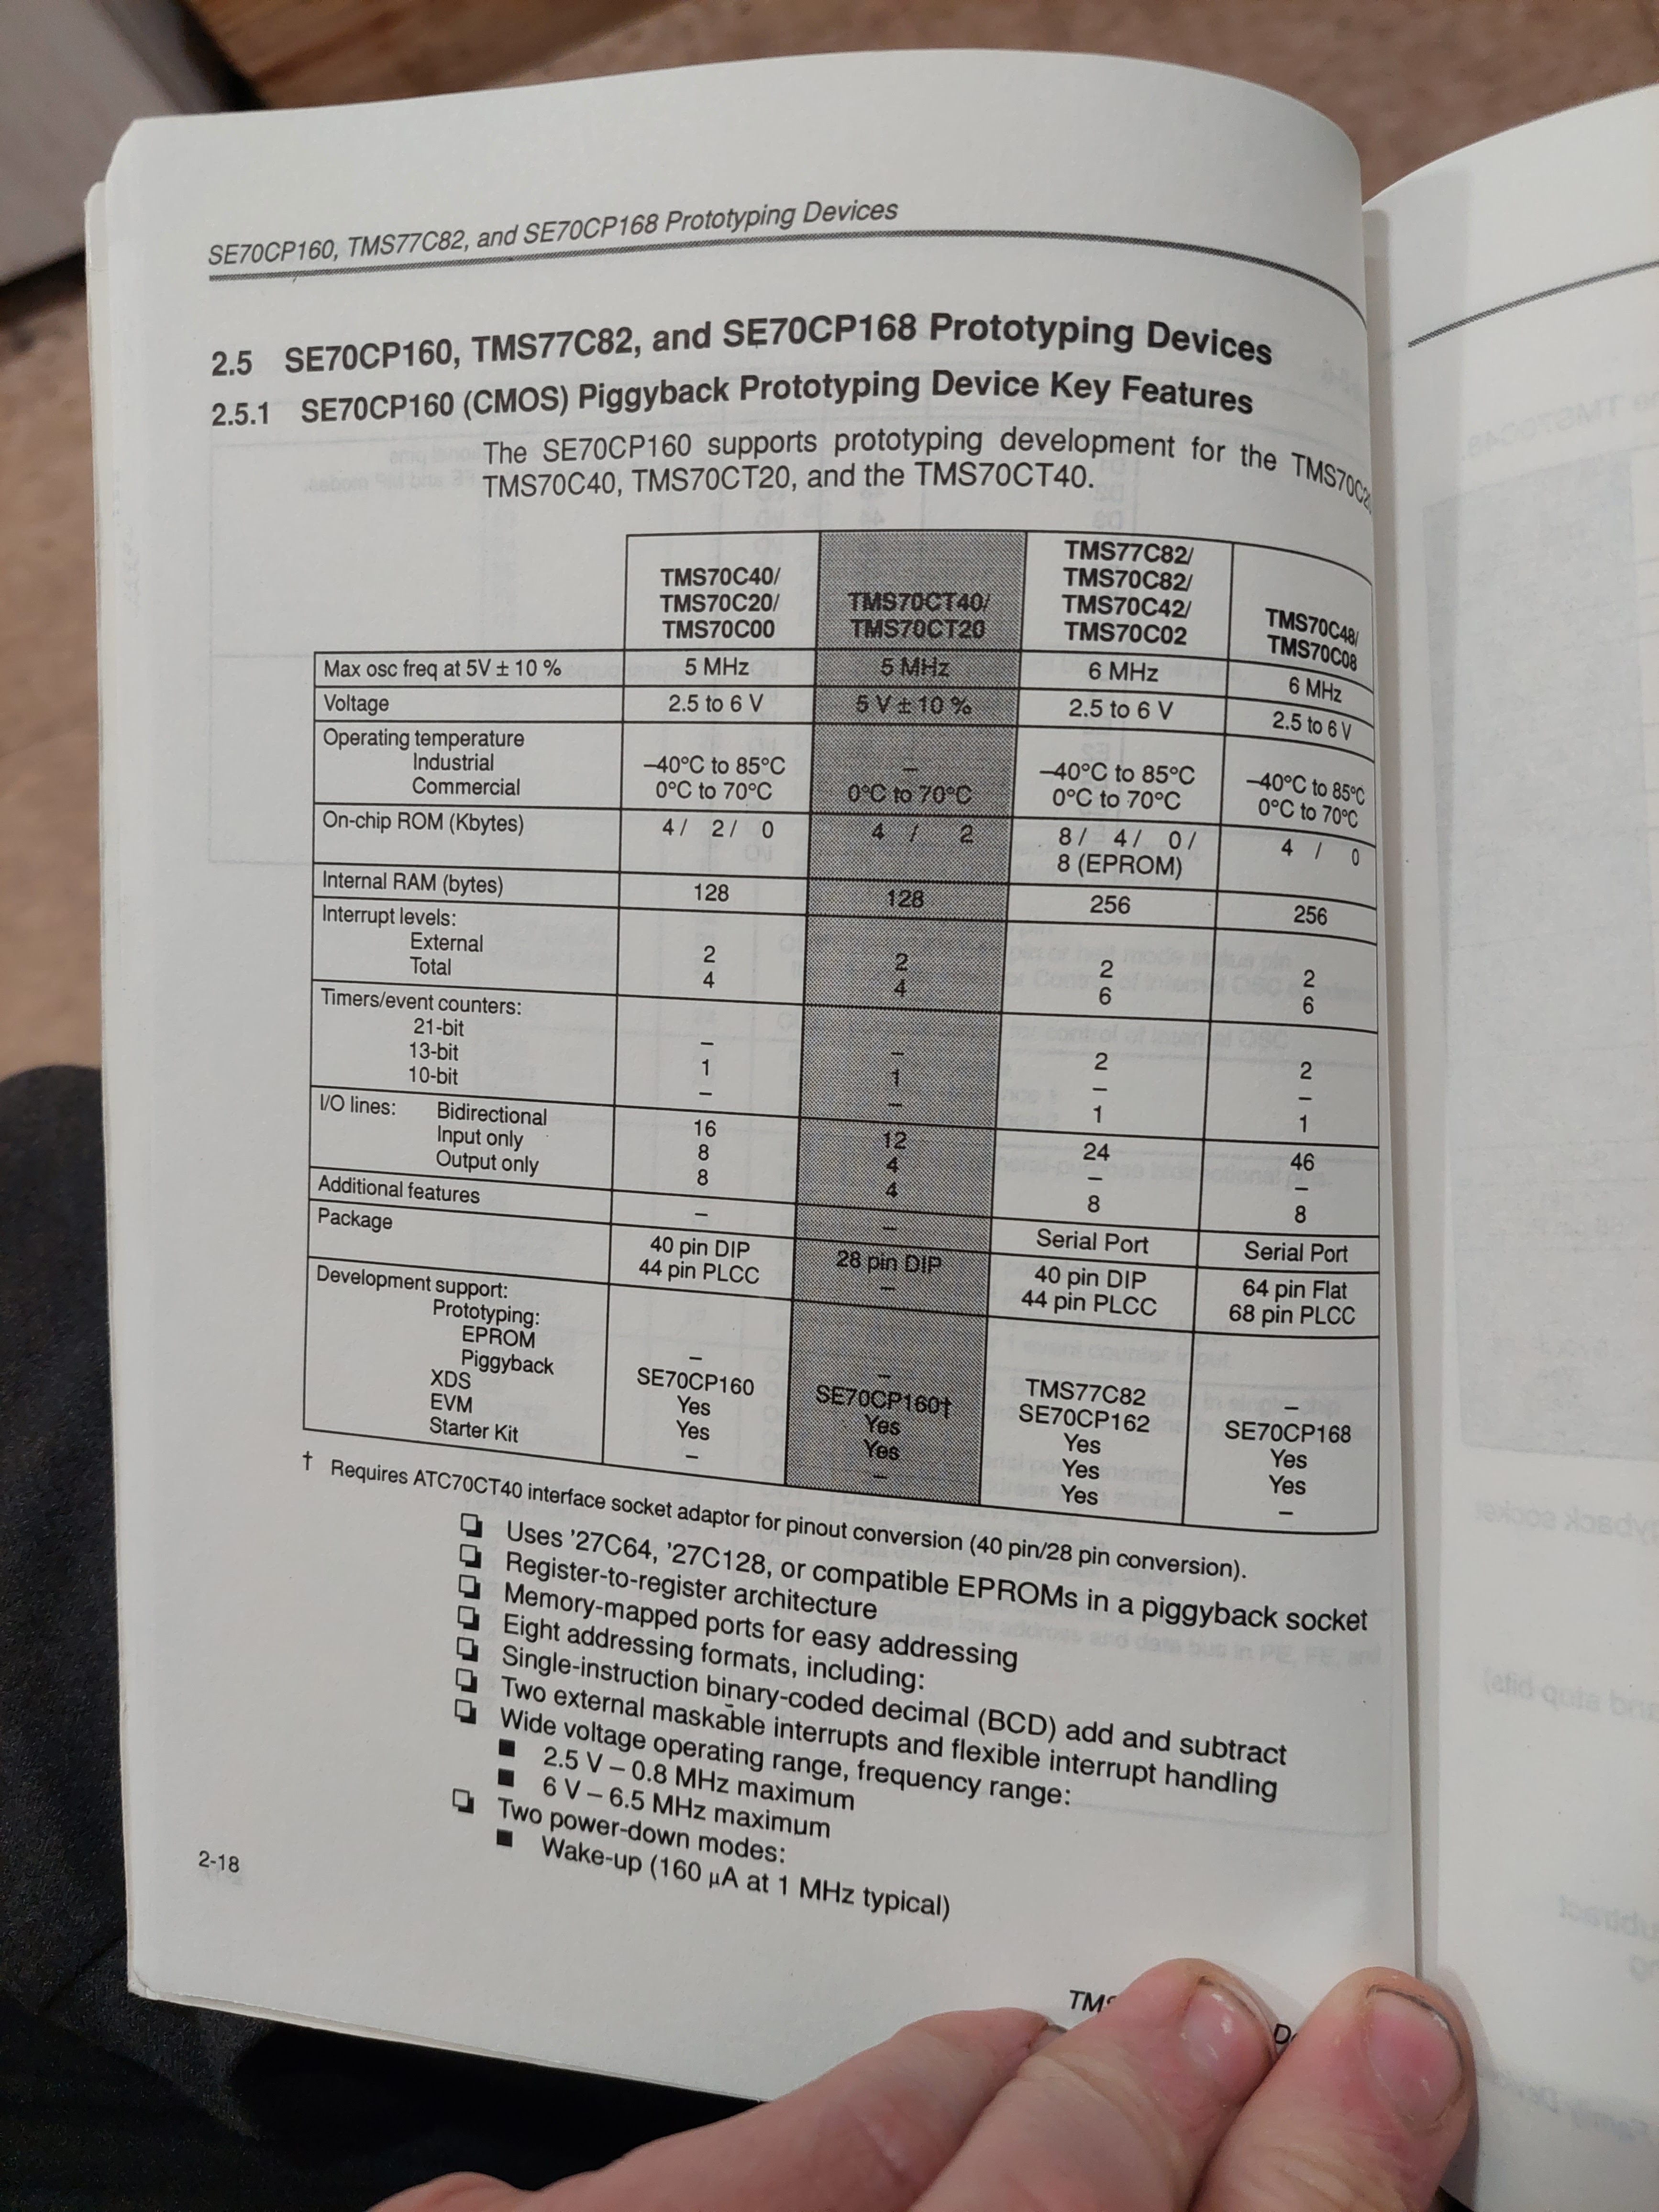 SE70CP160, TMS77C82, and SE70CP168 Prototyping Devices
2.5 SE70CP160, TMS77C82, and SE70CP168 Prototyping Devices
2.5.1 SE70CP160 (CMOS) Piggyback Prototyping Device Key Features
The SE70CP160 supports prototyping development for the TMS70C20
TMS70C40, TMS70CT20, and the TMS70CT40.
TMS70C40/ TMS70C20/ TMS70C00
TMS70CT40/ TMS70CT20
TMS77C82/ TMS70C82/ TMS70C42/ TMS70C02
TMS70C48/ TMS70C08
Max osc freq at 5V ± 10 % 5 MHz 5 MHz 6 MHz 6 MHz
Voltage 2.5 to 6 V 5 V ± 10 % 2.5 to 6 V 2.5 to 6 V
Operating temperature
Industrial –40°C to 85°C – –40°C to 85°C –40°C to 85°C
Commercial 0°C to 70°C 0°C to 70°C 0°C to 70°C 0°C to 70°C
On-chip ROM (Kbytes) 4 / 2 / 0 4 / 2 8 / 4 / 0 / 8 (EPROM) 4 / 0
Internal RAM (bytes) 128 128 256 256
Interrupt levels:
External 2 2 2 2
Total 4 4 6 6
Timers/event counters:
21-bit – – 2 2
13-bit 1 1 – –
10-bit – – 1 1
I/O lines: Bidirectional 16 12 24 46
Input only 8 4 – –
Output only 8 4 8 8
Additional features – – Serial Port Serial Port
Package 40 pin DIP 28 pin DIP 40 pin DIP 64 pin Flat
44 pin PLCC – 44 pin PLCC 68 pin PLCC
Development support:
Prototyping:
EPROM – – TMS77C82 –
Piggyback SE70CP160 SE70CP160† SE70CP162 SE70CP168
XDS Yes Yes Yes Yes
EVM Yes Yes Yes Yes
Starter Kit – – Yes –
† Requires ATC70CT40 interface socket adaptor for pinout conversion (40 pin/28 pin conversion).
❏ Uses '27C64, '27C128, or compatible EPROMs in a piggyback socket
❏ Register-to-register architecture
❏ Memory-mapped ports for easy addressing
❏ Eight addressing formats, including:
❏ Single-instruction binary-coded decimal (BCD) add and subtract
❏ Two external maskable interrupts and flexible interrupt handling
❏ Wide voltage operating range, frequency range:
■ 2.5 V – 0.8 MHz maximum
■ 6 V – 6.5 MHz maximum
❏ Two power-down modes:
■ Wake-up (160 µA at 1 MHz typical)
2-18